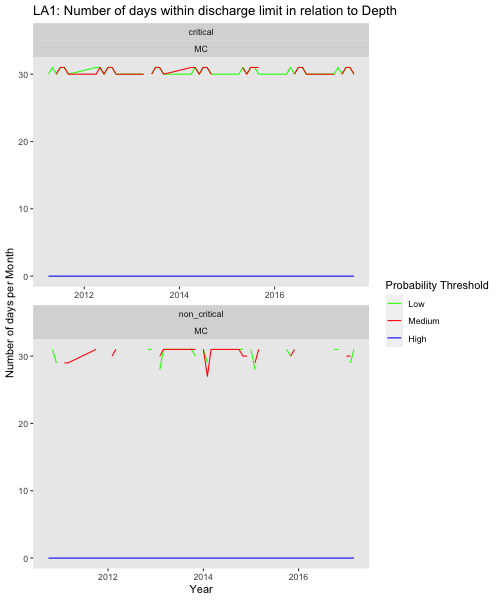 LA1: Number of days within discharge limit in relation to Depth
critical
MC
30
20
10
0
2012
2014
2016
Number of days per Month
non_critical
MC
30
20
10
0
2012
2014
2016
Year
Probability Threshold
Low
Medium
High